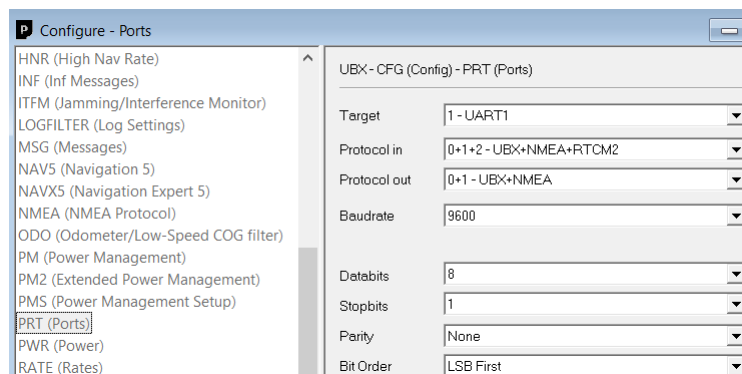 Configure - Ports
HNR (High Nav Rate)
INF (Inf Messages)
ITFM (Jamming/Interference Monitor)
LOGFILTER (Log Settings)
MSG (Messages)
NAV5 (Navigation 5)
NAVX5 (Navigation Expert 5)
NMEA (NMEA Protocol)
ODO (Odometer/Low-Speed COG filter)
PM (Power Management)
PM2 (Extended Power Management)
PMS (Power Management Setup)
PRT (Ports)
PWR (Power)
RATE (Rates)
UBX - CFG (Config) - PRT (Ports)
Target 1 - UART1
Protocol in 0+1+2 - UBX+NMEA+RTCM2
Protocol out 0+1 - UBX+NMEA
Baudrate 9600
Databits 8
Stopbits 1
Parity None
Bit Order LSB First